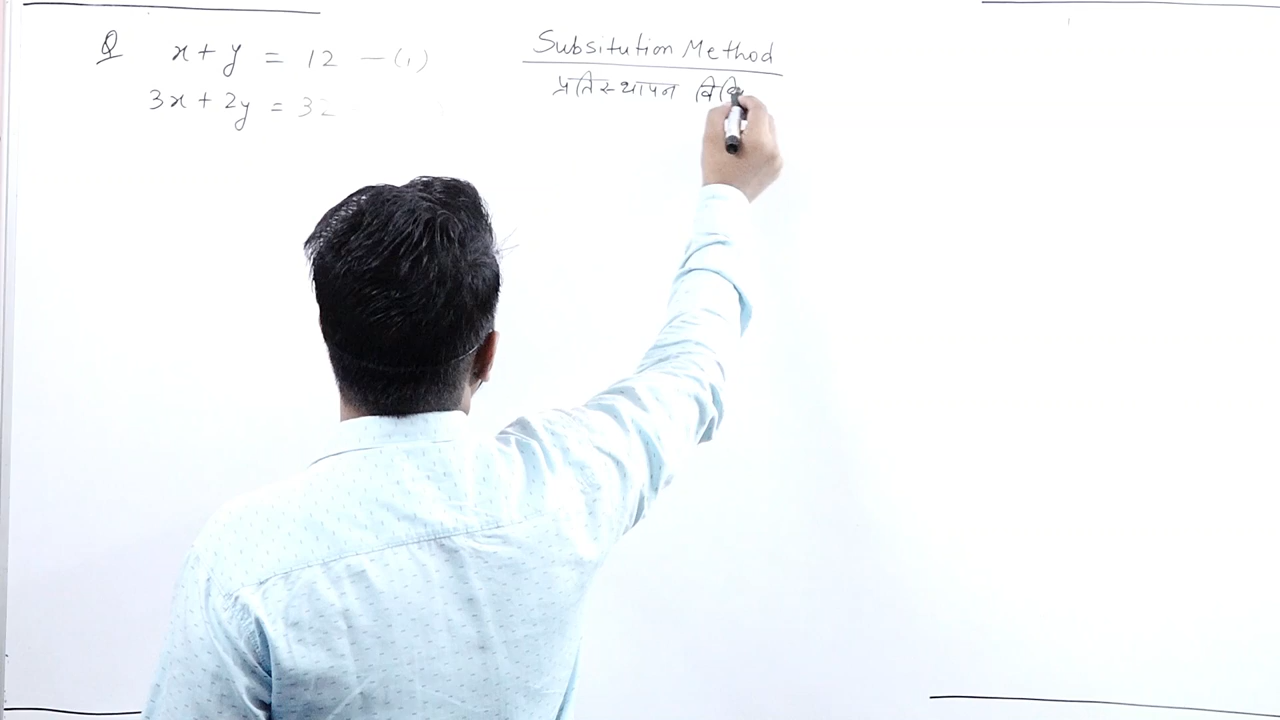 Q x + y = 12 — (1)
3x + 2y = 32
Subsitution Method
प्रतिस्थापन